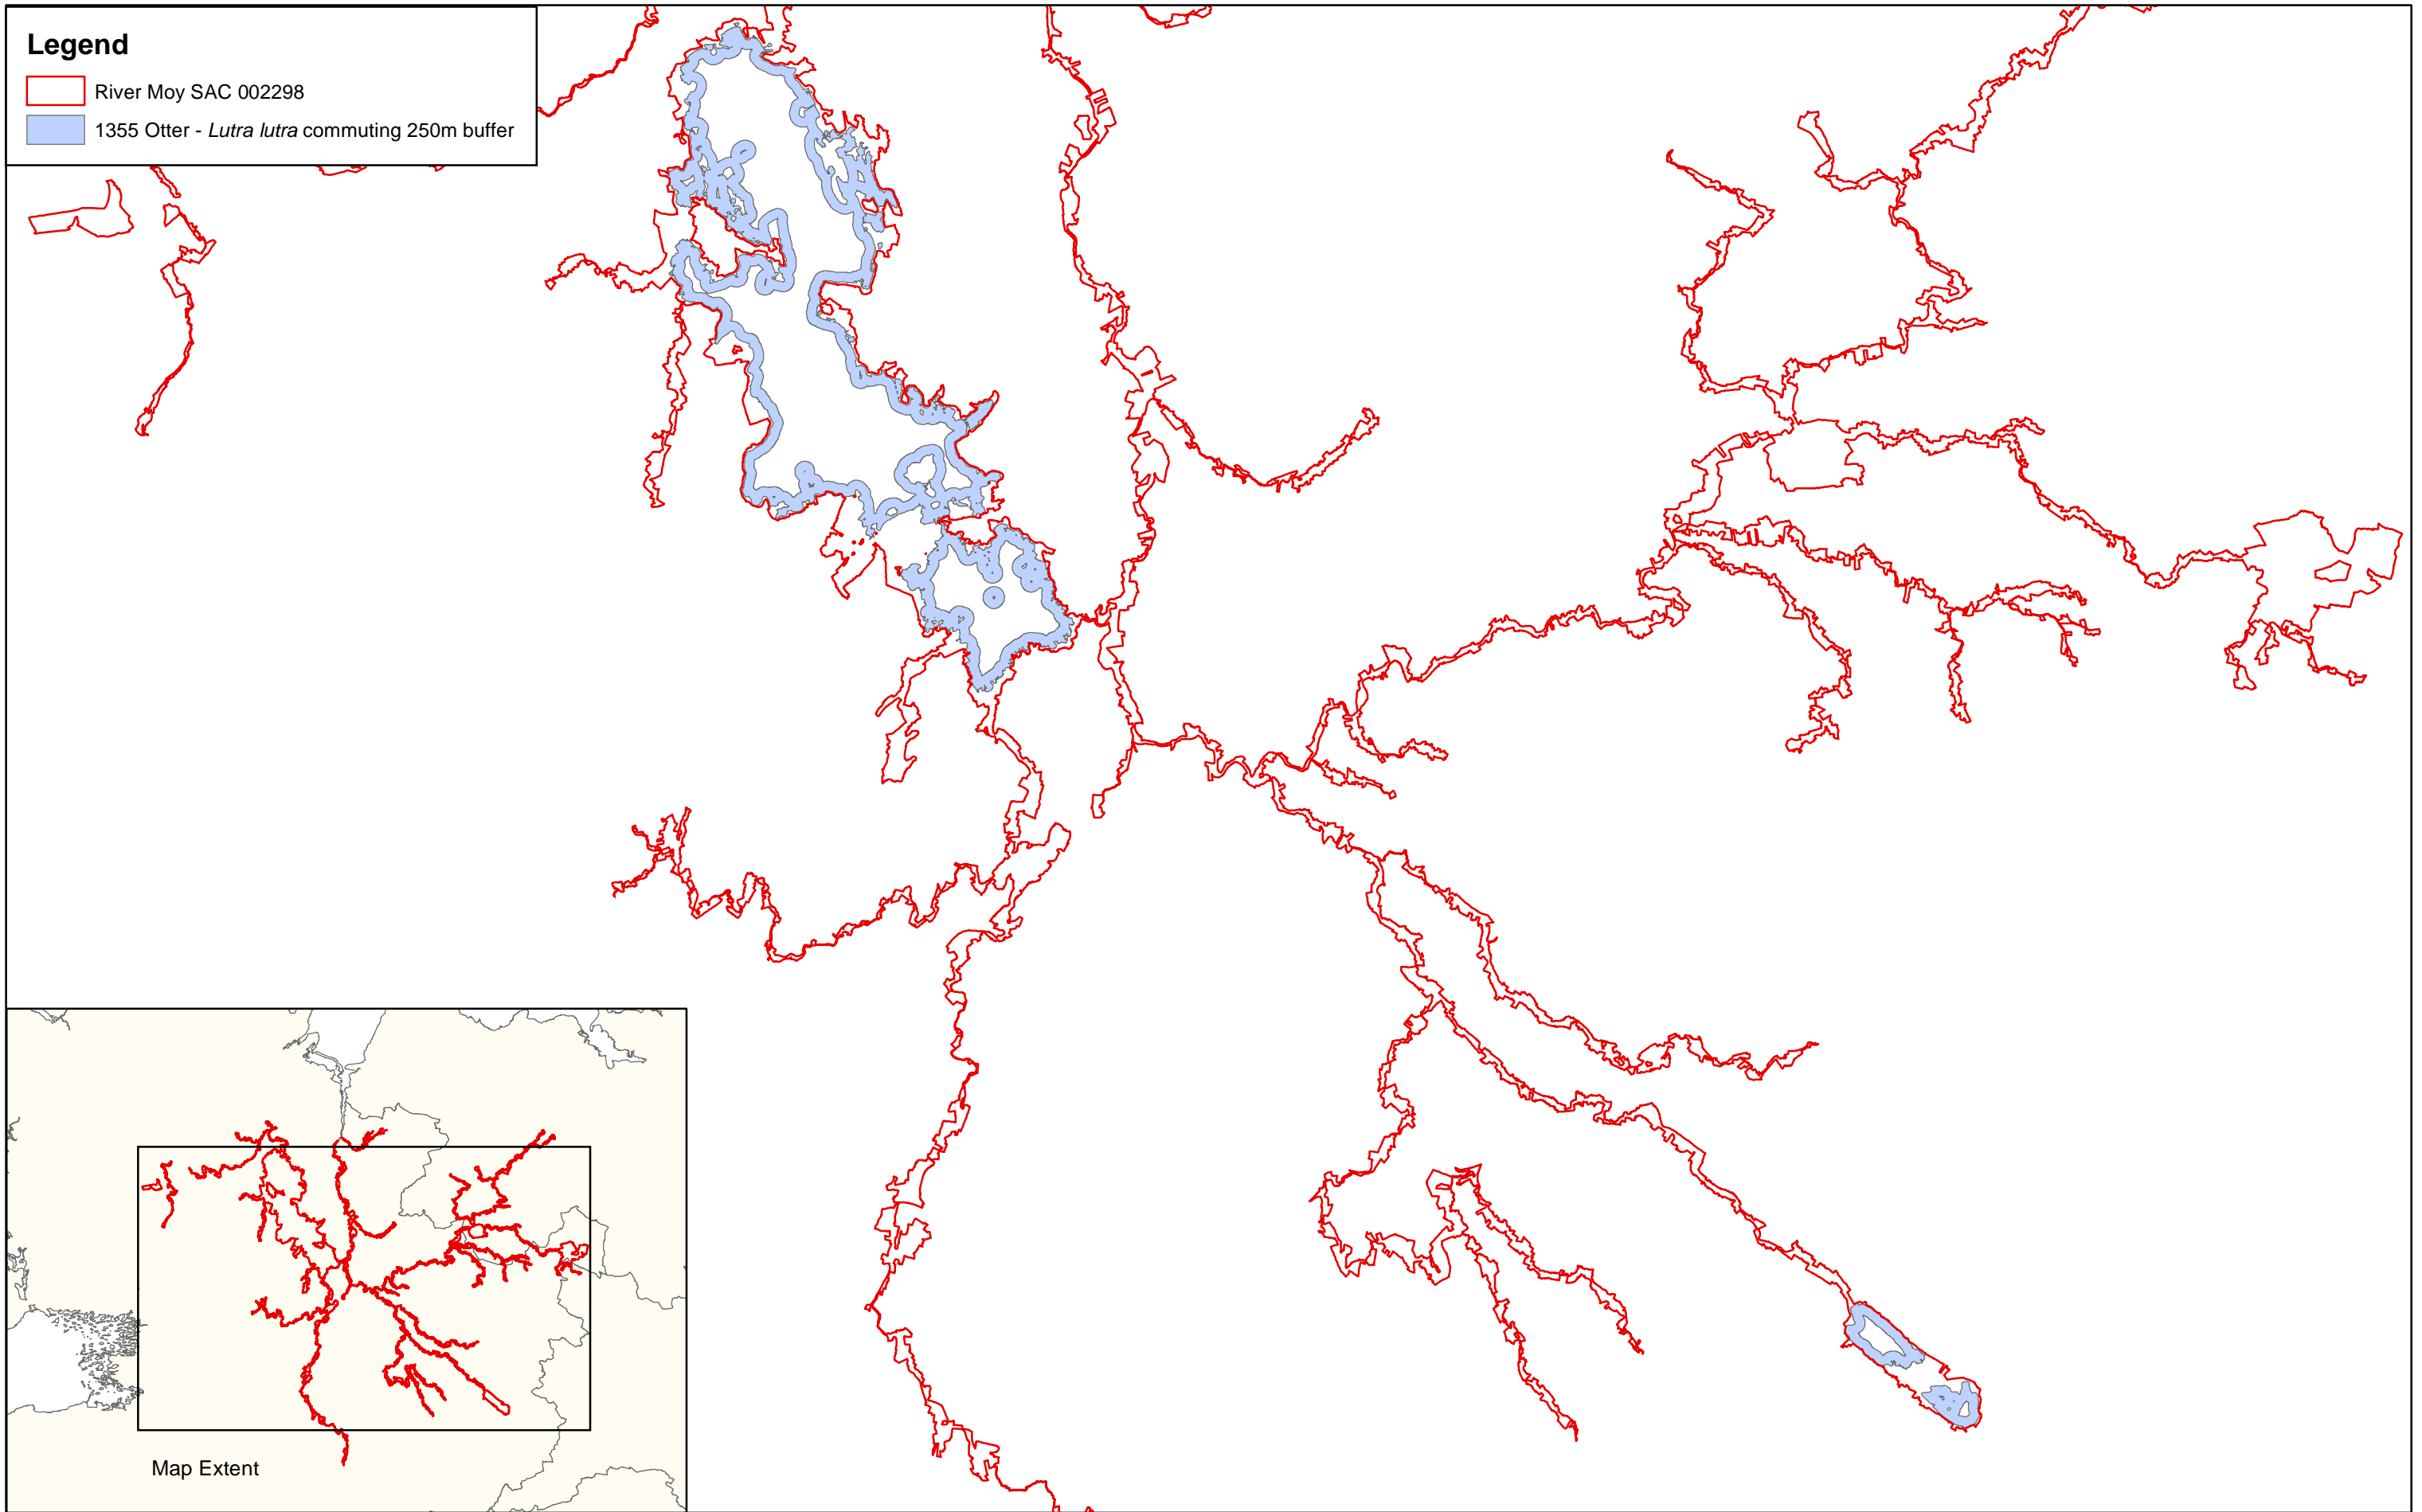 Legend
River Moy SAC 002298
1355 Otter - Lutra lutra commuting 250m buffer
Map Extent